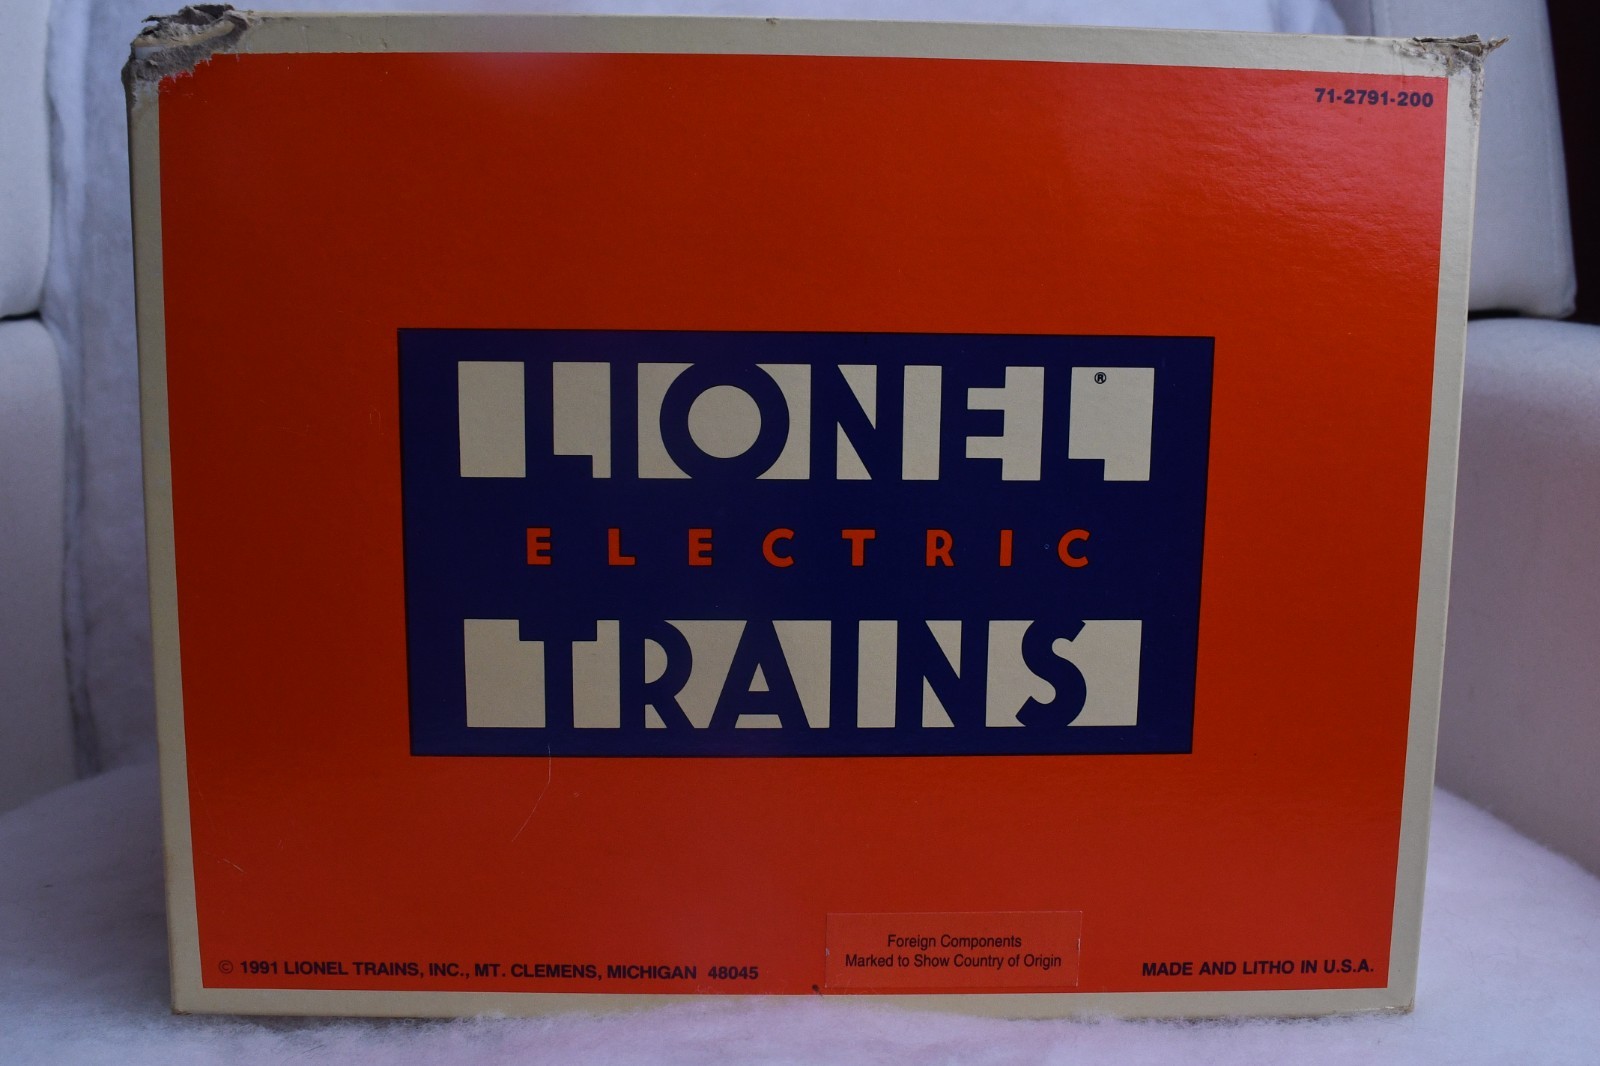 71-2791-200
LIONEL®
ELECTRIC
TRAINS
Foreign Components
Marked to Show Country of Origin
© 1991 LIONEL TRAINS, INC., MT. CLEMENS, MICHIGAN 48045
MADE AND LITHO IN U.S.A.